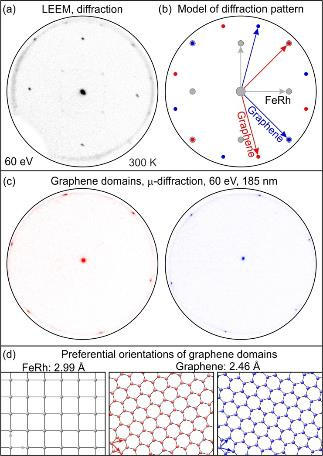 (a) LEEM, diffraction
60 eV
300 K
(b) Model of diffraction pattern
FeRh
Graphene
Graphene
(c) Graphene domains, μ-diffraction, 60 eV, 185 nm
(d) Preferential orientations of graphene domains
FeRh: 2.99 Å
Graphene: 2.46 Å